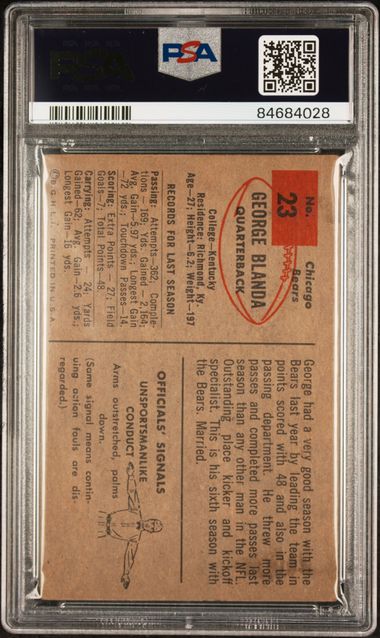 PSA
PSA
84684028
No.
23
Chicago
Bears
GEORGE BLANDA
QUARTERBACK
College—Kentucky
Residence: Richmond, Ky.
Age—27; Height—6.2; Weight—197
RECORDS FOR LAST SEASON
Passing: Attempts — 362, Comple-
tions — 169; Yds. Gained — 2,164;
Avg. Gain—5.97 yds.; Longest Gain
—72 yds.; Touchdown Passes—14.
Scoring: Extra Points — 27; Field
Goals—7; Total Points—48.
Carrying: Attempts — 24; Yards
Gained—62; Avg. Gain—2.6 yds.;
Longest Gain—16 yds.
© B. G. H. L. I. PRINTED IN U.S.A.
George had a very good season with the
Bears last year by leading the team in
points scored with 48 and also in the
passing department. He threw more
passes and completed more passes last
season than any other man in the NFL.
Outstanding place kicker and kickoff
specialist. This is his sixth season with
the Bears. Married.
OFFICIALS' SIGNALS
UNSPORTSMANLIKE
CONDUCT
Arms outstretched, palms
down.
(Same signal means contin-
uing action fouls are dis-
regarded.)